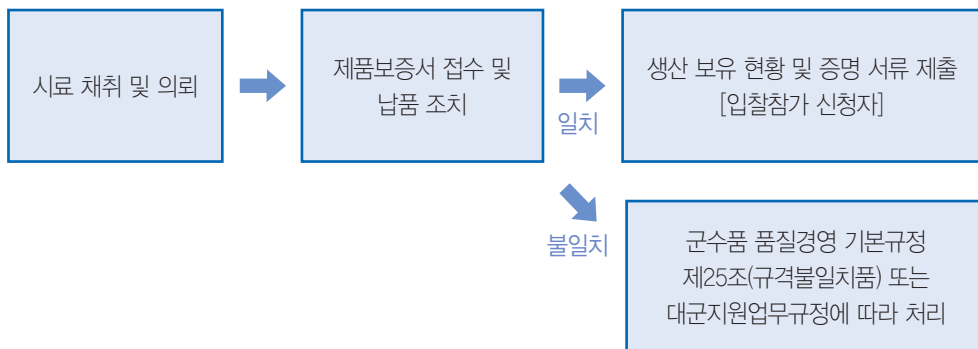 시료 채취 및 의뢰
제품보증서 접수 및
납품 조치
일치
생산 보유 현황 및 증명 서류 제출
[입찰참가 신청자]
불일치
군수품 품질경영 기본규정
제25조(규격불일치품) 또는
대군지원업무규정에 따라 처리